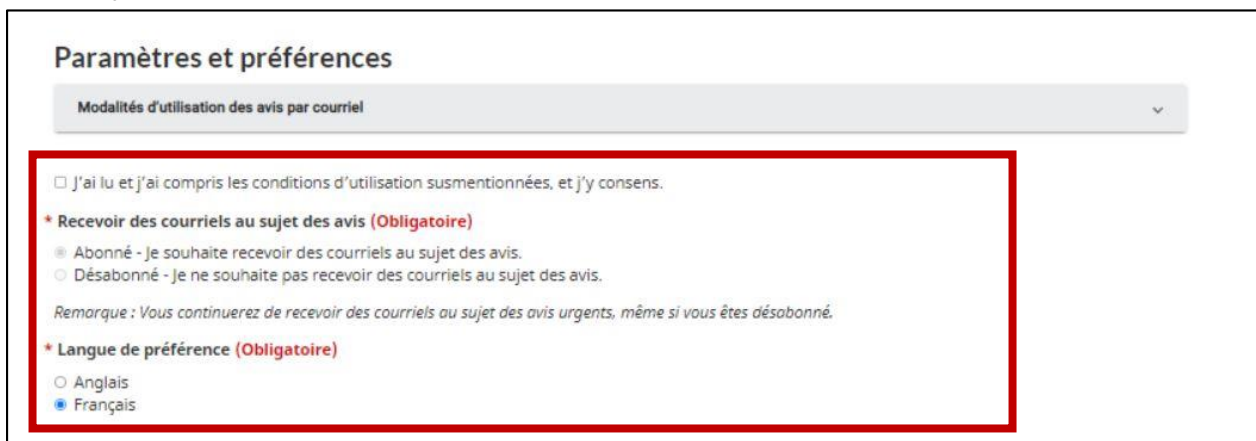 Paramètres et préférences
Modalités d'utilisation des avis par courriel
J'ai lu et j'ai compris les conditions d'utilisation susmentionnées, et j'y consens.
* Recevoir des courriels au sujet des avis (Obligatoire)
Abonné - Je souhaite recevoir des courriels au sujet des avis.
Désabonné - Je ne souhaite pas recevoir des courriels au sujet des avis.
Remarque : Vous continuerez de recevoir des courriels au sujet des avis urgents, même si vous êtes désabonné.
* Langue de préférence (Obligatoire)
Anglais
Français